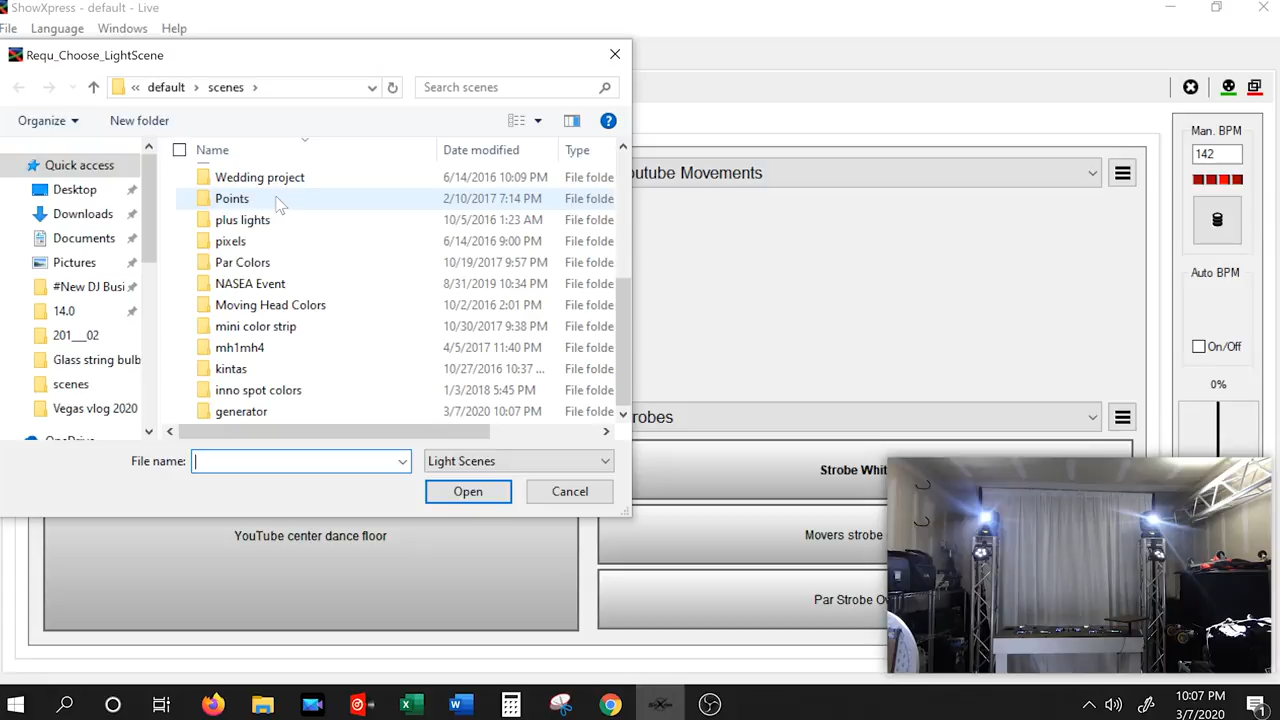 ShowXpress - default - Live
File Language Windows Help
Requ_Choose_LightScene
« default › scenes ›
Search scenes
Organize New folder
Name Date modified Type
Quick access
Desktop
Downloads
Documents
Pictures
#New DJ Busi
14.0
201__02
Glass string bulb
scenes
Vegas vlog 2020
Wedding project 6/14/2016 10:09 PM File folde
Points 2/10/2017 7:14 PM File folde
plus lights 10/5/2016 1:23 AM File folde
pixels 6/14/2016 9:00 PM File folde
Par Colors 10/19/2017 9:57 PM File folde
NASEA Event 8/31/2019 10:34 PM File folde
Moving Head Colors 10/2/2016 2:01 PM File folde
mini color strip 10/30/2017 9:38 PM File folde
mh1mh4 4/5/2017 11:40 PM File folde
kintas 10/27/2016 10:37 ... File folde
inno spot colors 1/3/2018 5:45 PM File folde
generator 3/7/2020 10:07 PM File folde
File name:
Light Scenes
Open Cancel
outube Movements
robes
Strobe Whit
Movers strobe
Par Strobe O
YouTube center dance floor
Man. BPM
142
Auto BPM
On/Off
0%
10:07 PM
3/7/2020
1